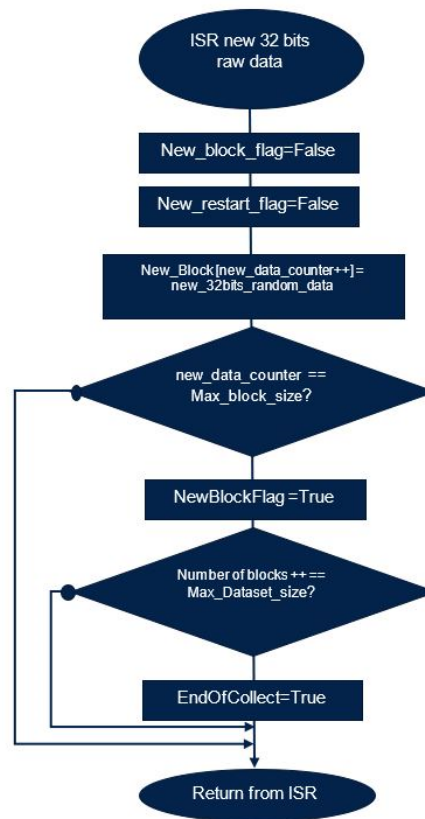 ISR new 32 bits
raw data
New_block_flag=False
New_restart_flag=False
New_Block[new_data_counter++]=
new_32bits_random_data
new_data_counter ==
Max_block_size?
NewBlockFlag=True
Number of blocks ++ ==
Max_Dataset_size?
EndOfCollect=True
Return from ISR